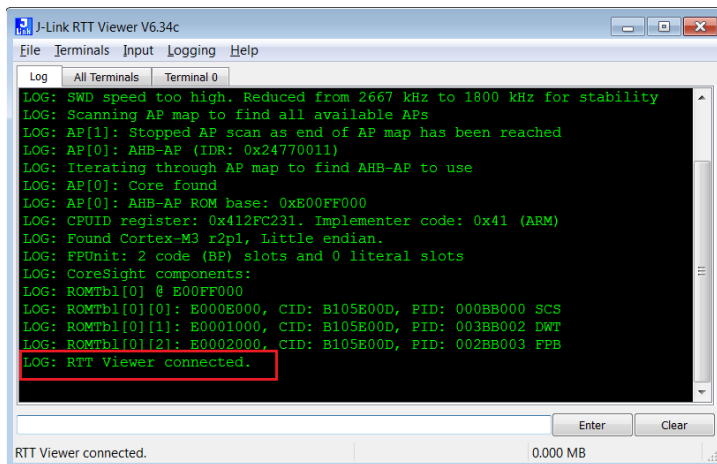 J-Link RTT Viewer V6.34c
File Terminals Input Logging Help
Log All Terminals Terminal 0
LOG: SWD speed too high. Reduced from 2667 kHz to 1800 kHz for stability
LOG: Scanning AP map to find all available APs
LOG: AP[1]: Stopped AP scan as end of AP map has been reached
LOG: AP[0]: AHB-AP (IDR: 0x24770011)
LOG: Iterating through AP map to find AHB-AP to use
LOG: AP[0]: Core found
LOG: AP[0]: AHB-AP ROM base: 0xE00FF000
LOG: CPUID register: 0x412FC231. Implementer code: 0x41 (ARM)
LOG: Found Cortex-M3 r2p1, Little endian.
LOG: FPUnit: 2 code (BP) slots and 0 literal slots
LOG: CoreSight components:
LOG: ROMTbl[0] @ E00FF000
LOG: ROMTbl[0][0]: E000E000, CID: B105E00D, PID: 000BB000 SCS
LOG: ROMTbl[0][1]: E0001000, CID: B105E00D, PID: 003BB002 DWT
LOG: ROMTbl[0][2]: E0002000, CID: B105E00D, PID: 002BB003 FPB
LOG: RTT Viewer connected.
Enter Clear
RTT Viewer connected. 0.000 MB